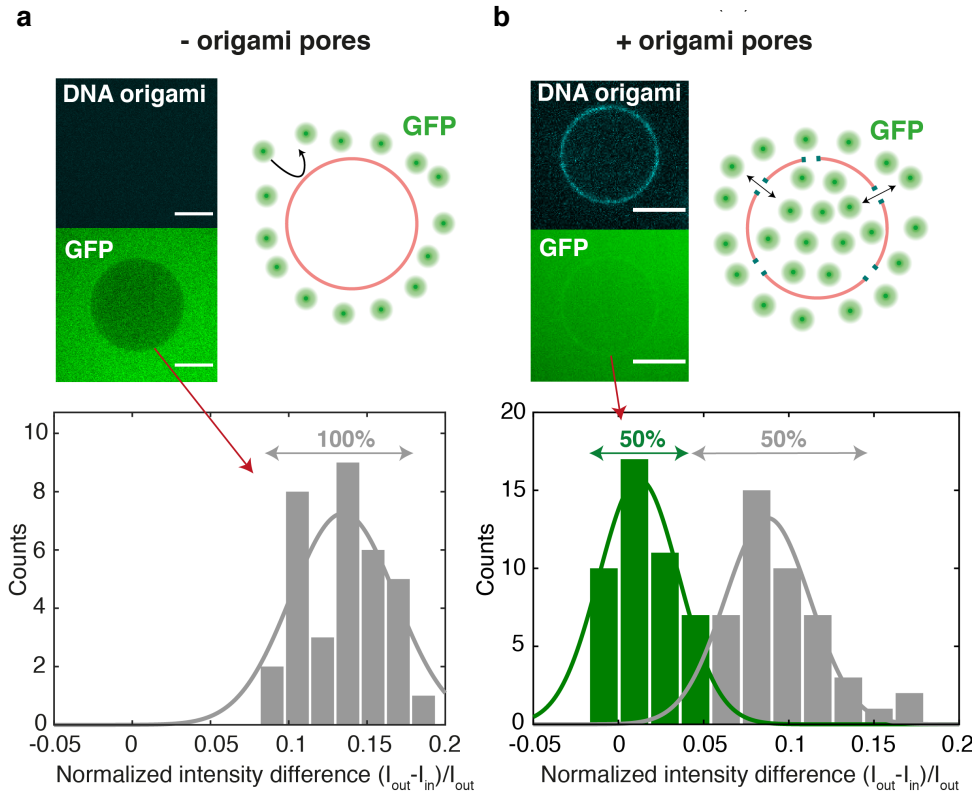 a
- origami pores
DNA origami
GFP
GFP
100%
10
8
6
4
2
0
Counts
-0.05
0
0.05
0.1
0.15
0.2
Normalized intensity difference (Iout-Iin)/Iout
b
+ origami pores
DNA origami
GFP
GFP
50%
50%
20
15
10
5
0
Counts
-0.05
0
0.05
0.1
0.15
0.2
Normalized intensity difference (Iout-Iin)/Iout